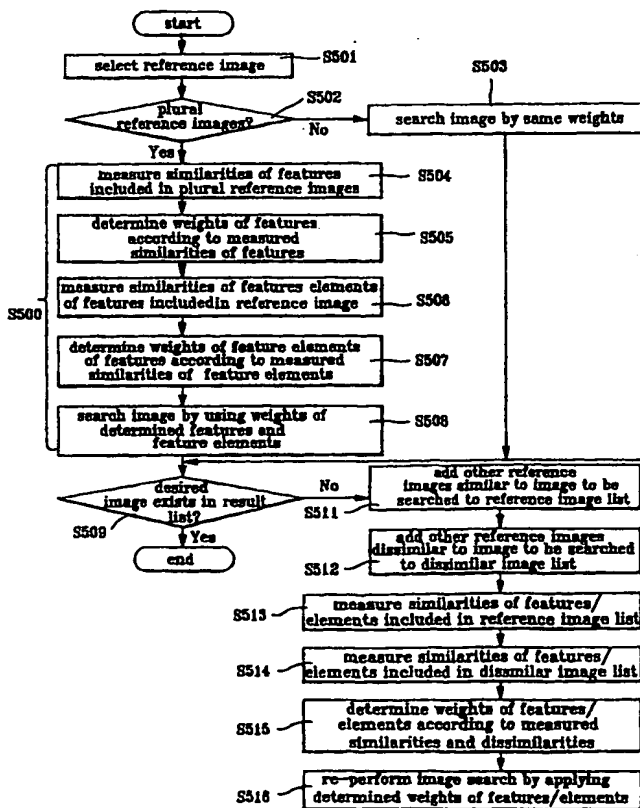 start
select reference image
S501
plural
reference images?
S502
No
S503
search image by same weights
Yes
S500
measure similarities of features
included in plural reference images
S504
determine weights of features
according to measured
similarities of features
S505
measure similarities of features elements
of features includedin reference image
S506
determine weights of feature elements
of features according to measured
similarities of feature elements
S507
search image by using weights of
determined features and
feature elements
S508
desired
image exists in result
list?
S509
No
Yes
end
add other reference
images similar to image to be
searched to reference image list
S511
add other reference images
dissimilar to image to be searched
to dissimilar image list
S512
measure similarities of features/
elements included in reference image list
S513
measure similarities of features/
elements included in dissmilar image list
S514
determine weights of features/
elements according to measured
similarities and dissimilarities
S515
re-perform image search by applying
determined weights of features/elements
S516